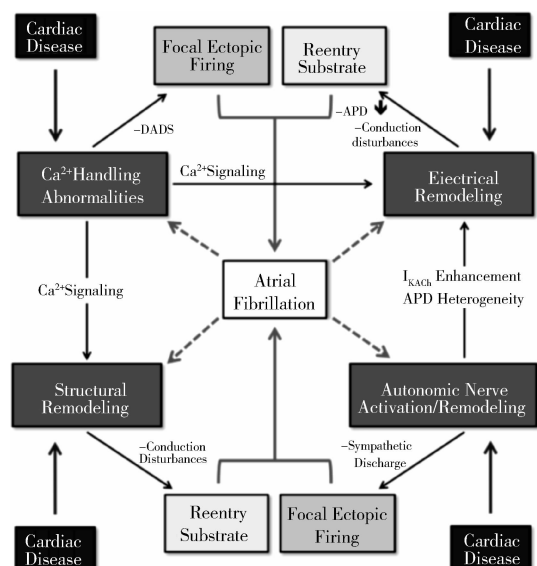 Cardiac
Disease
Focal Ectopic
Firing
Reentry
Substrate
Cardiac
Disease
–DADS
–APD
–Conduction
disturbances
Ca²⁺Handling
Abnormalities
Ca²⁺Signaling
Eiectrical
Remodeling
Ca²⁺Signaling
Atrial
Fibrillation
I_KACh Enhancement
APD Heterogeneity
Structural
Remodeling
Autonomic Nerve
Activation/Remodeling
–Conduction
Disturbances
–Sympathetic
Discharge
Reentry
Substrate
Focal Ectopic
Firing
Cardiac
Disease
Cardiac
Disease